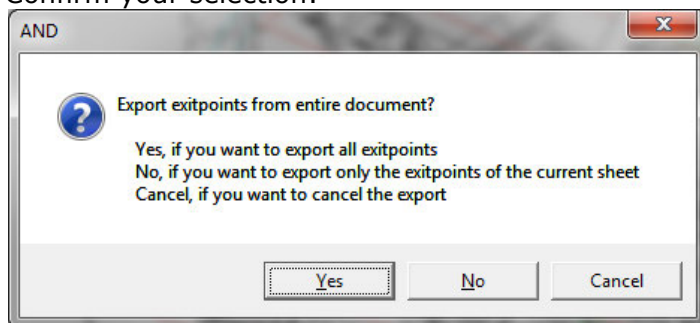 Confirm your selection.
AND
Export exitpoints from entire document?
Yes, if you want to export all exitpoints
No, if you want to export only the exitpoints of the current sheet
Cancel, if you want to cancel the export
Yes
No
Cancel